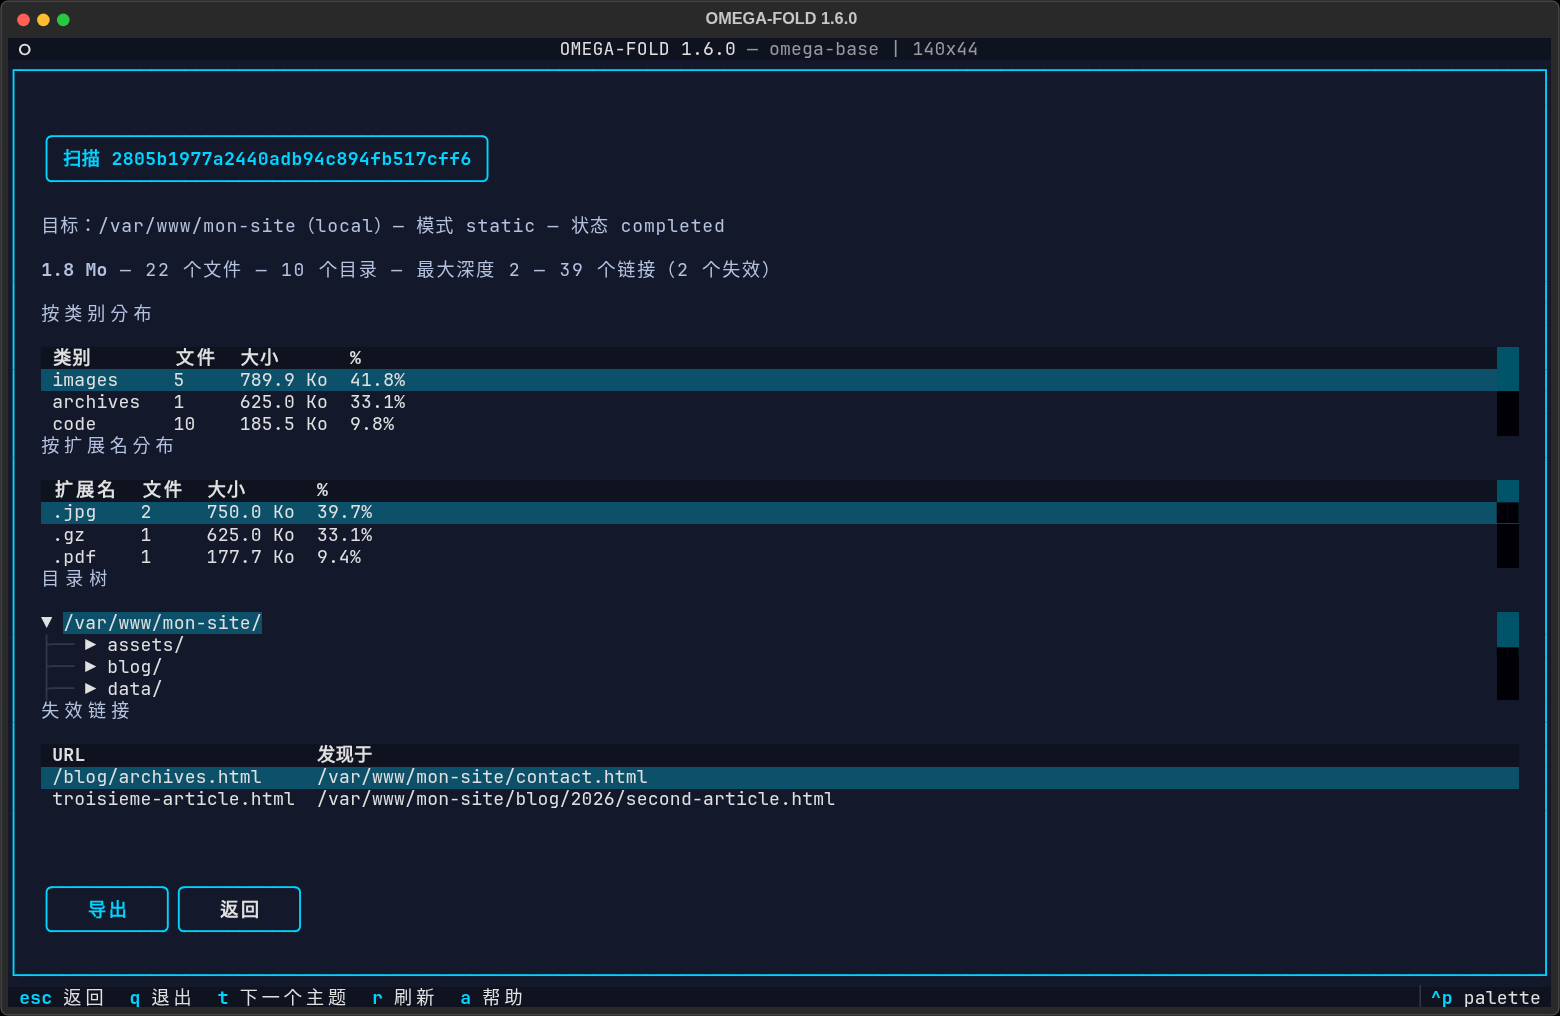 OMEGA-FOLD 1.6.0
OMEGA-FOLD 1.6.0 — omega-base | 140x44
扫描 2805b1977a2440adb94c894fb517cff6
目标：/var/www/mon-site（local）— 模式 static — 状态 completed
1.8 Mo — 22 个文件 — 10 个目录 — 最大深度 2 — 39 个链接（2 个失效）
按类别分布
类别 文件 大小 %
images 5 789.9 Ko 41.8%
archives 1 625.0 Ko 33.1%
code 10 185.5 Ko 9.8%
按扩展名分布
扩展名 文件 大小 %
.jpg 2 750.0 Ko 39.7%
.gz 1 625.0 Ko 33.1%
.pdf 1 177.7 Ko 9.4%
目录树
▼ /var/www/mon-site/
▶ assets/
▶ blog/
▶ data/
失效链接
URL 发现于
/blog/archives.html /var/www/mon-site/contact.html
troisieme-article.html /var/www/mon-site/blog/2026/second-article.html
导出 返回
esc 返回 q 退出 t 下一个主题 r 刷新 a 帮助 ^p palette